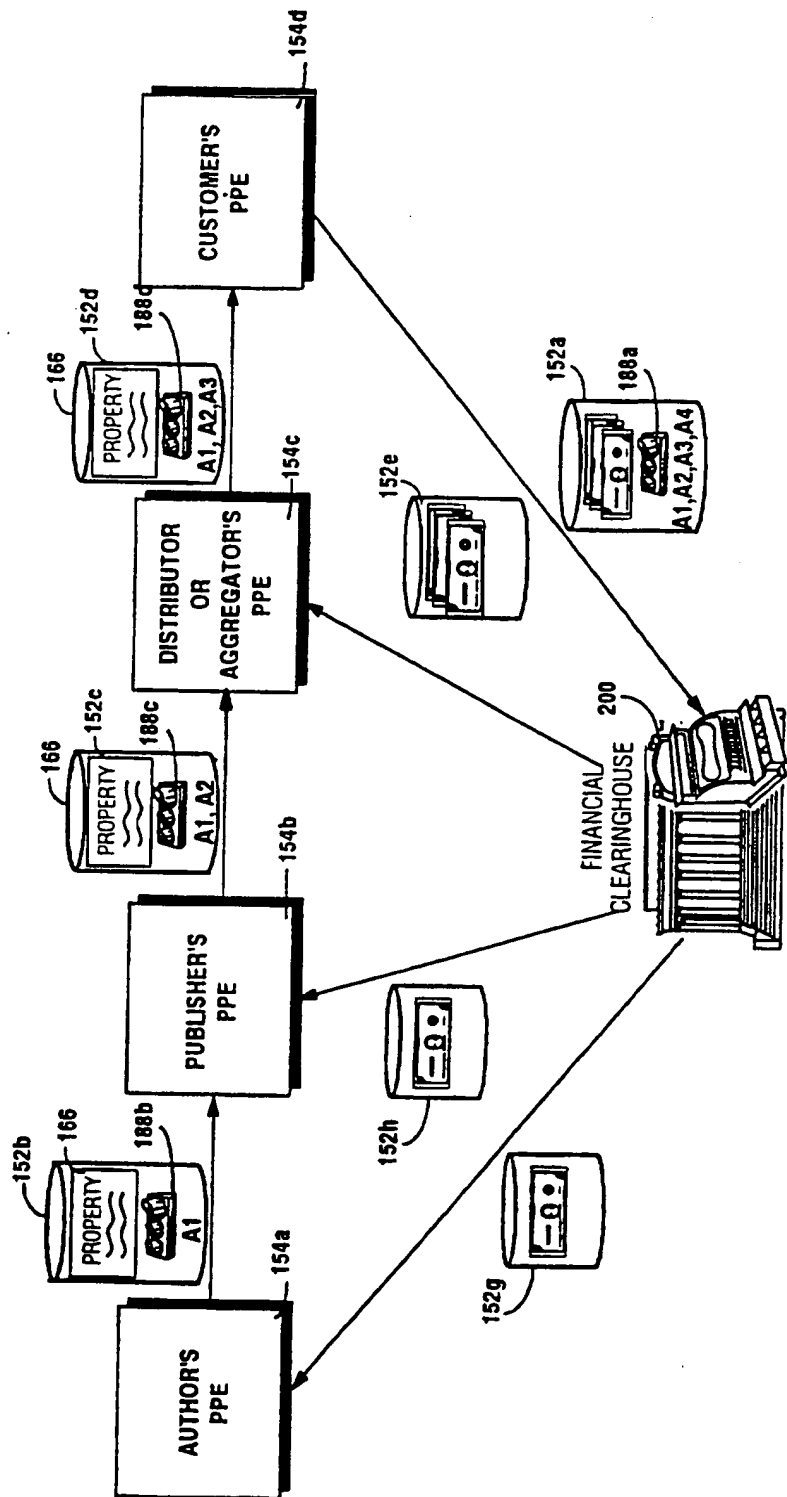 AUTHOR'S
PPE
154a
152b
166
PROPERTY
188b
A1
PUBLISHER'S
PPE
154b
166
152c
PROPERTY
188c
A1, A2
DISTRIBUTOR
OR
AGGREGATOR'S
PPE
154c
166
152d
PROPERTY
188d
A1, A2, A3
CUSTOMER'S
PPE
154d
152g
152h
152e
152a
188a
A1, A2, A3, A4
FINANCIAL
CLEARINGHOUSE
200